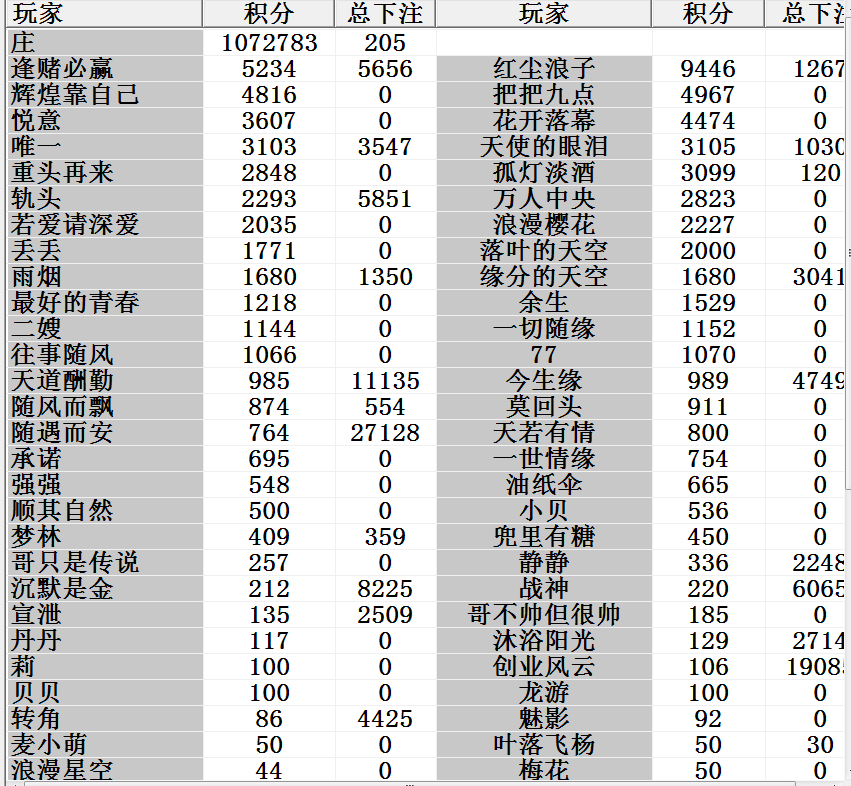 玩家 积分 总下注 玩家 积分 总下注
庄 1072783 205
逢赌必赢 5234 5656 红尘浪子 9446 1267
辉煌靠自己 4816 0 把把九点 4967 0
悦意 3607 0 花开落幕 4474 0
唯一 3103 3547 天使的眼泪 3105 1030
重头再来 2848 0 孤灯淡酒 3099 120
轨头 2293 5851 万人中央 2823 0
若爱请深爱 2035 0 浪漫樱花 2227 0
丢丢 1771 0 落叶的天空 2000 0
雨烟 1680 1350 缘分的天空 1680 3041
最好的青春 1218 0 余生 1529 0
二嫂 1144 0 一切随缘 1152 0
往事随风 1066 0 77 1070 0
天道酬勤 985 11135 今生缘 989 4749
随风而飘 874 554 莫回头 911 0
随遇而安 764 27128 天若有情 800 0
承诺 695 0 一世情缘 754 0
强强 548 0 油纸伞 665 0
顺其自然 500 0 小贝 536 0
梦林 409 359 兜里有糖 450 0
哥只是传说 257 0 静静 336 2248
沉默是金 212 8225 战神 220 6065
宣泄 135 2509 哥不帅但很帅 185 0
丹丹 117 0 沐浴阳光 129 2714
莉 100 0 创业风云 106 19085
贝贝 100 0 龙游 100 0
转角 86 4425 魅影 92 0
麦小萌 50 0 叶落飞杨 50 30
浪漫星空 44 0 梅花 50 0